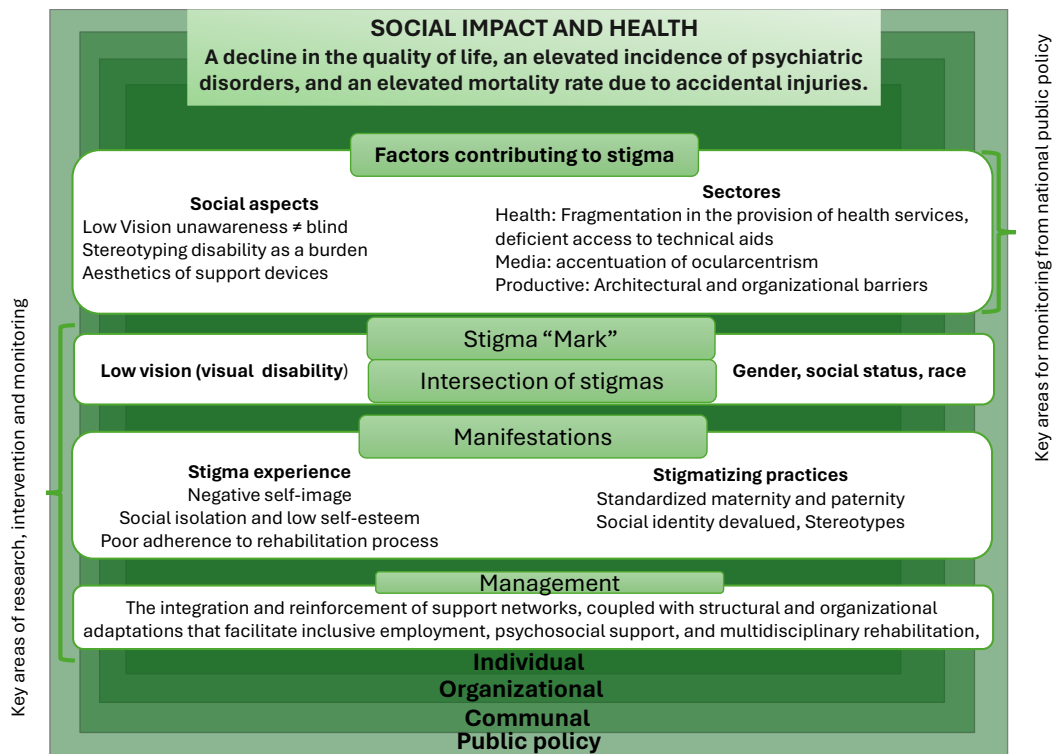 SOCIAL IMPACT AND HEALTH
A decline in the quality of life, an elevated incidence of psychiatric
disorders, and an elevated mortality rate due to accidental injuries.
Factors contributing to stigma
Social aspects
Low Vision unawareness ≠ blind
Stereotyping disability as a burden
Aesthetics of support devices
Sectores
Health: Fragmentation in the provision of health services,
deficient access to technical aids
Media: accentuation of ocularcentrism
Productive: Architectural and organizational barriers
Stigma “Mark”
Low vision (visual disability)
Intersection of stigmas
Gender, social status, race
Manifestations
Stigma experience
Negative self-image
Social isolation and low self-esteem
Poor adherence to rehabilitation process
Stigmatizing practices
Standardized maternity and paternity
Social identity devalued, Stereotypes
Management
The integration and reinforcement of support networks, coupled with structural and organizational
adaptations that facilitate inclusive employment, psychosocial support, and multidisciplinary rehabilitation,
Individual
Organizational
Communal
Public policy
Key areas of research, intervention and monitoring
Key areas for monitoring from national public policy